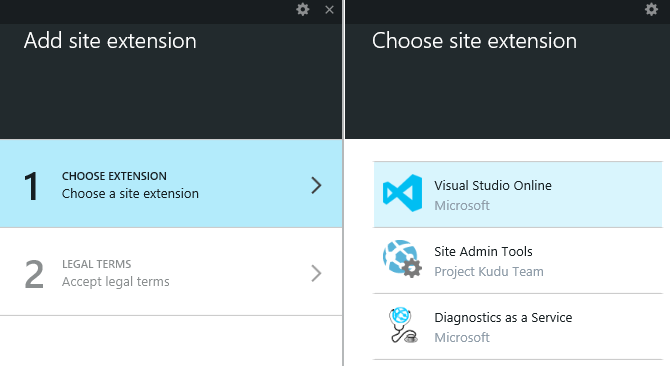 Add site extension
1
CHOOSE EXTENSION
Choose a site extension
2
LEGAL TERMS
Accept legal terms
Choose site extension
Visual Studio Online
Microsoft
Site Admin Tools
Project Kudu Team
Diagnostics as a Service
Microsoft